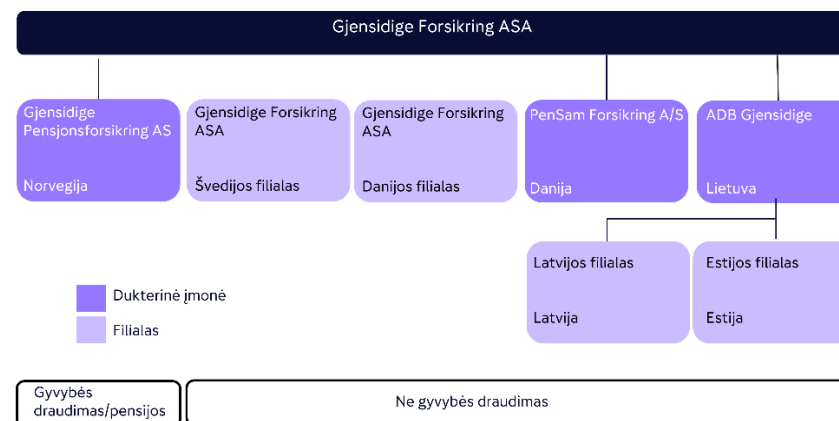 Gjensidige Forsikring ASA
Gjensidige
Pensjonsforsikring AS
Norvegija
Gjensidige Forsikring
ASA
Švedijos filialas
Gjensidige Forsikring
ASA
Danijos filialas
PenSam Forsikring A/S
Danija
ADB Gjensidige
Lietuva
Latvijos filialas
Latvija
Estijos filialas
Estija
Dukterinė įmonė
Filialas
Gyvybės
draudimas/pensijos
Ne gyvybės draudimas